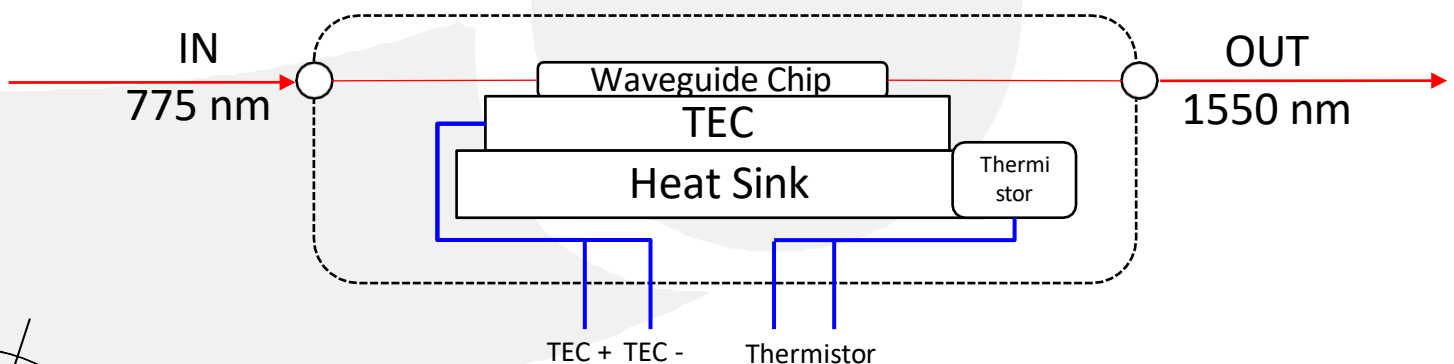 IN
775 nm
Waveguide Chip
TEC
Heat Sink
Thermi
stor
OUT
1550 nm
TEC + TEC -
Thermistor